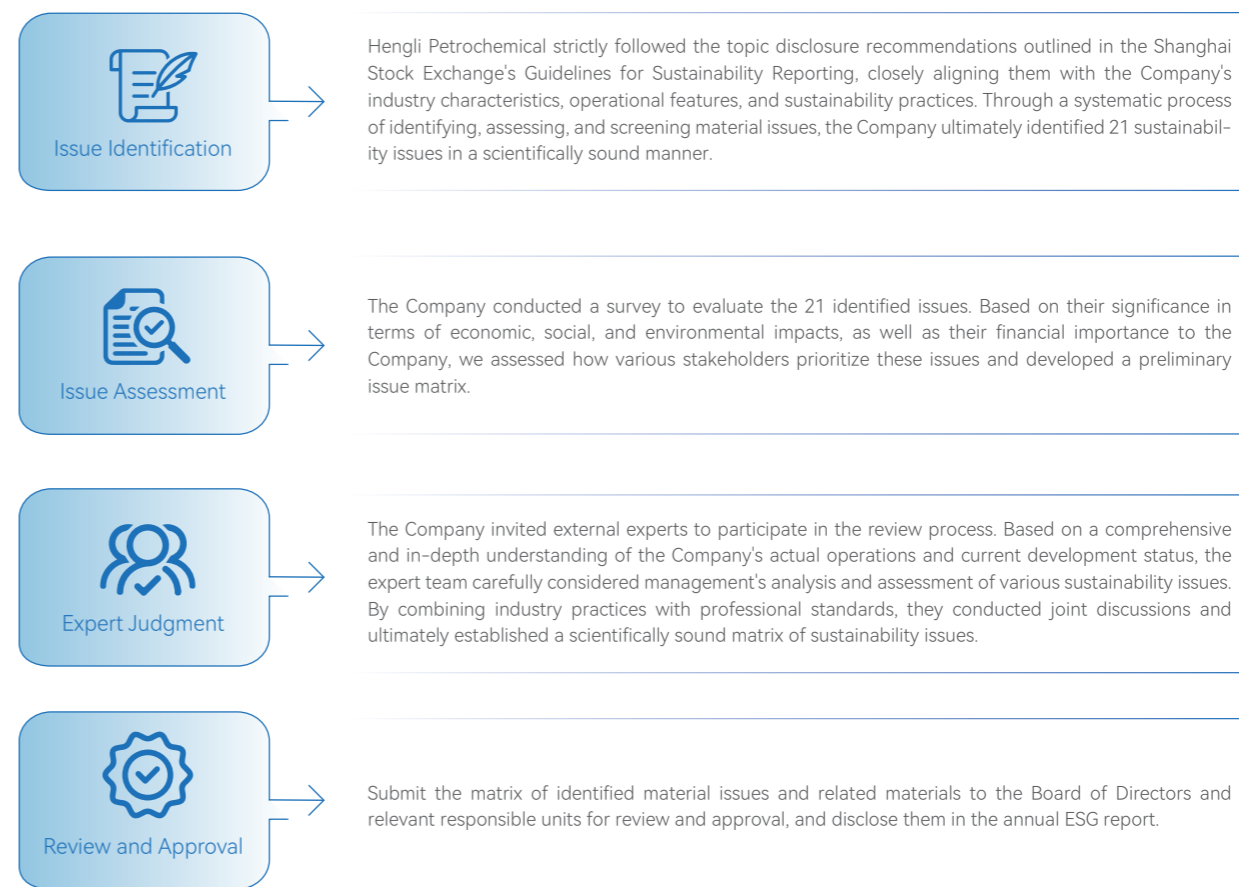 Issue Identification
Hengli Petrochemical strictly followed the topic disclosure recommendations outlined in the Shanghai
Stock Exchange's Guidelines for Sustainability Reporting, closely aligning them with the Company's
industry characteristics, operational features, and sustainability practices. Through a systematic process
of identifying, assessing, and screening material issues, the Company ultimately identified 21 sustainabil-
ity issues in a scientifically sound manner.
Issue Assessment
The Company conducted a survey to evaluate the 21 identified issues. Based on their significance in
terms of economic, social, and environmental impacts, as well as their financial importance to the
Company, we assessed how various stakeholders prioritize these issues and developed a preliminary
issue matrix.
Expert Judgment
The Company invited external experts to participate in the review process. Based on a comprehensive
and in-depth understanding of the Company's actual operations and current development status, the
expert team carefully considered management's analysis and assessment of various sustainability issues.
By combining industry practices with professional standards, they conducted joint discussions and
ultimately established a scientifically sound matrix of sustainability issues.
Review and Approval
Submit the matrix of identified material issues and related materials to the Board of Directors and
relevant responsible units for review and approval, and disclose them in the annual ESG report.